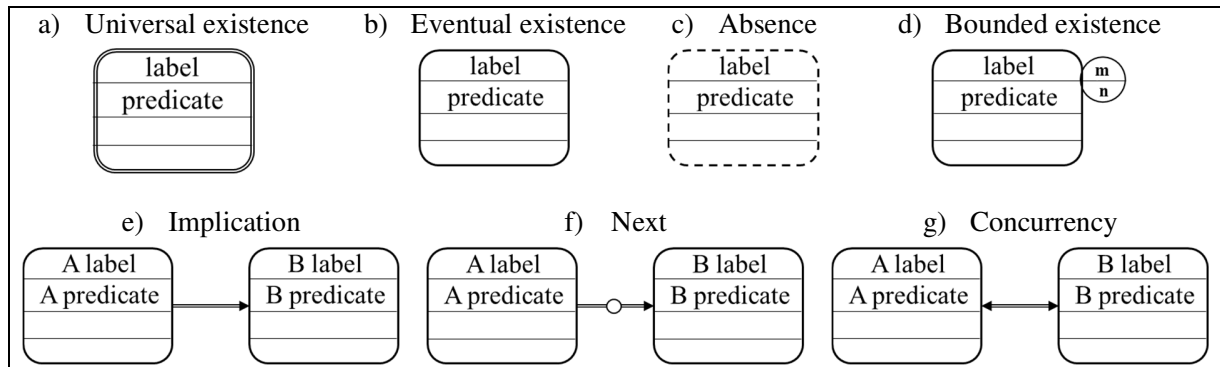 a) Universal existence
label
predicate
b) Eventual existence
label
predicate
c) Absence
label
predicate
d) Bounded existence
label
predicate
m
n
e) Implication
A label
A predicate
B label
B predicate
f) Next
A label
A predicate
B label
B predicate
g) Concurrency
A label
A predicate
B label
B predicate